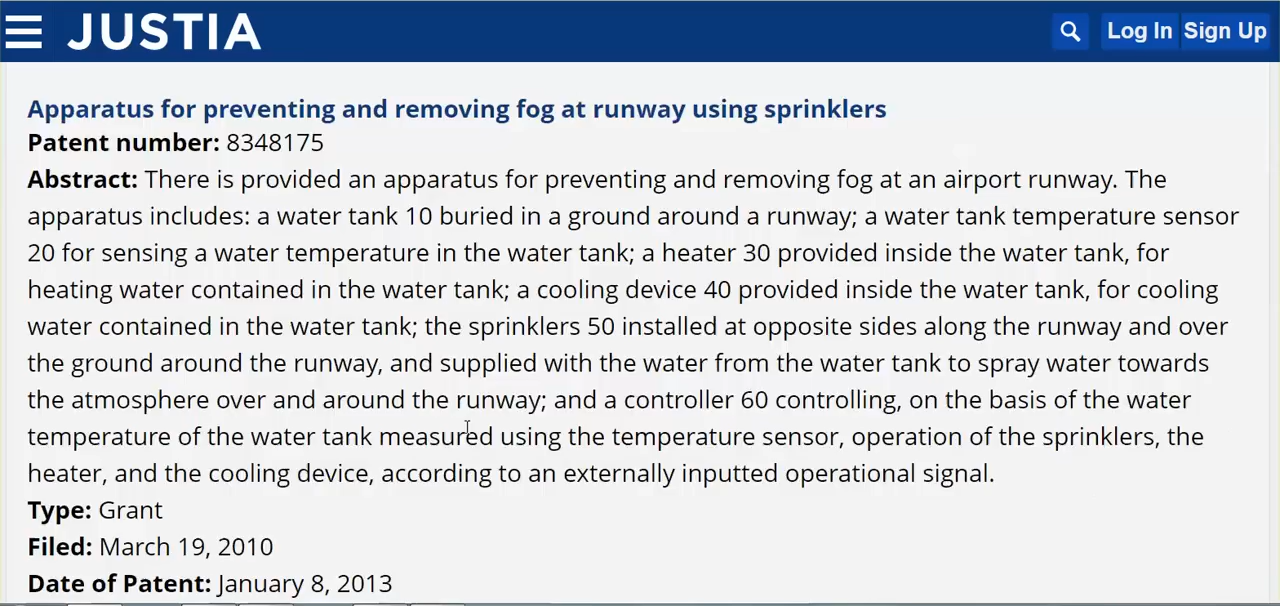 JUSTIA Log In Sign Up
Apparatus for preventing and removing fog at runway using sprinklers
Patent number: 8348175
Abstract: There is provided an apparatus for preventing and removing fog at an airport runway. The
apparatus includes: a water tank 10 buried in a ground around a runway; a water tank temperature sensor
20 for sensing a water temperature in the water tank; a heater 30 provided inside the water tank, for
heating water contained in the water tank; a cooling device 40 provided inside the water tank, for cooling
water contained in the water tank; the sprinklers 50 installed at opposite sides along the runway and over
the ground around the runway, and supplied with the water from the water tank to spray water towards
the atmosphere over and around the runway; and a controller 60 controlling, on the basis of the water
temperature of the water tank measured using the temperature sensor, operation of the sprinklers, the
heater, and the cooling device, according to an externally inputted operational signal.
Type: Grant
Filed: March 19, 2010
Date of Patent: January 8, 2013